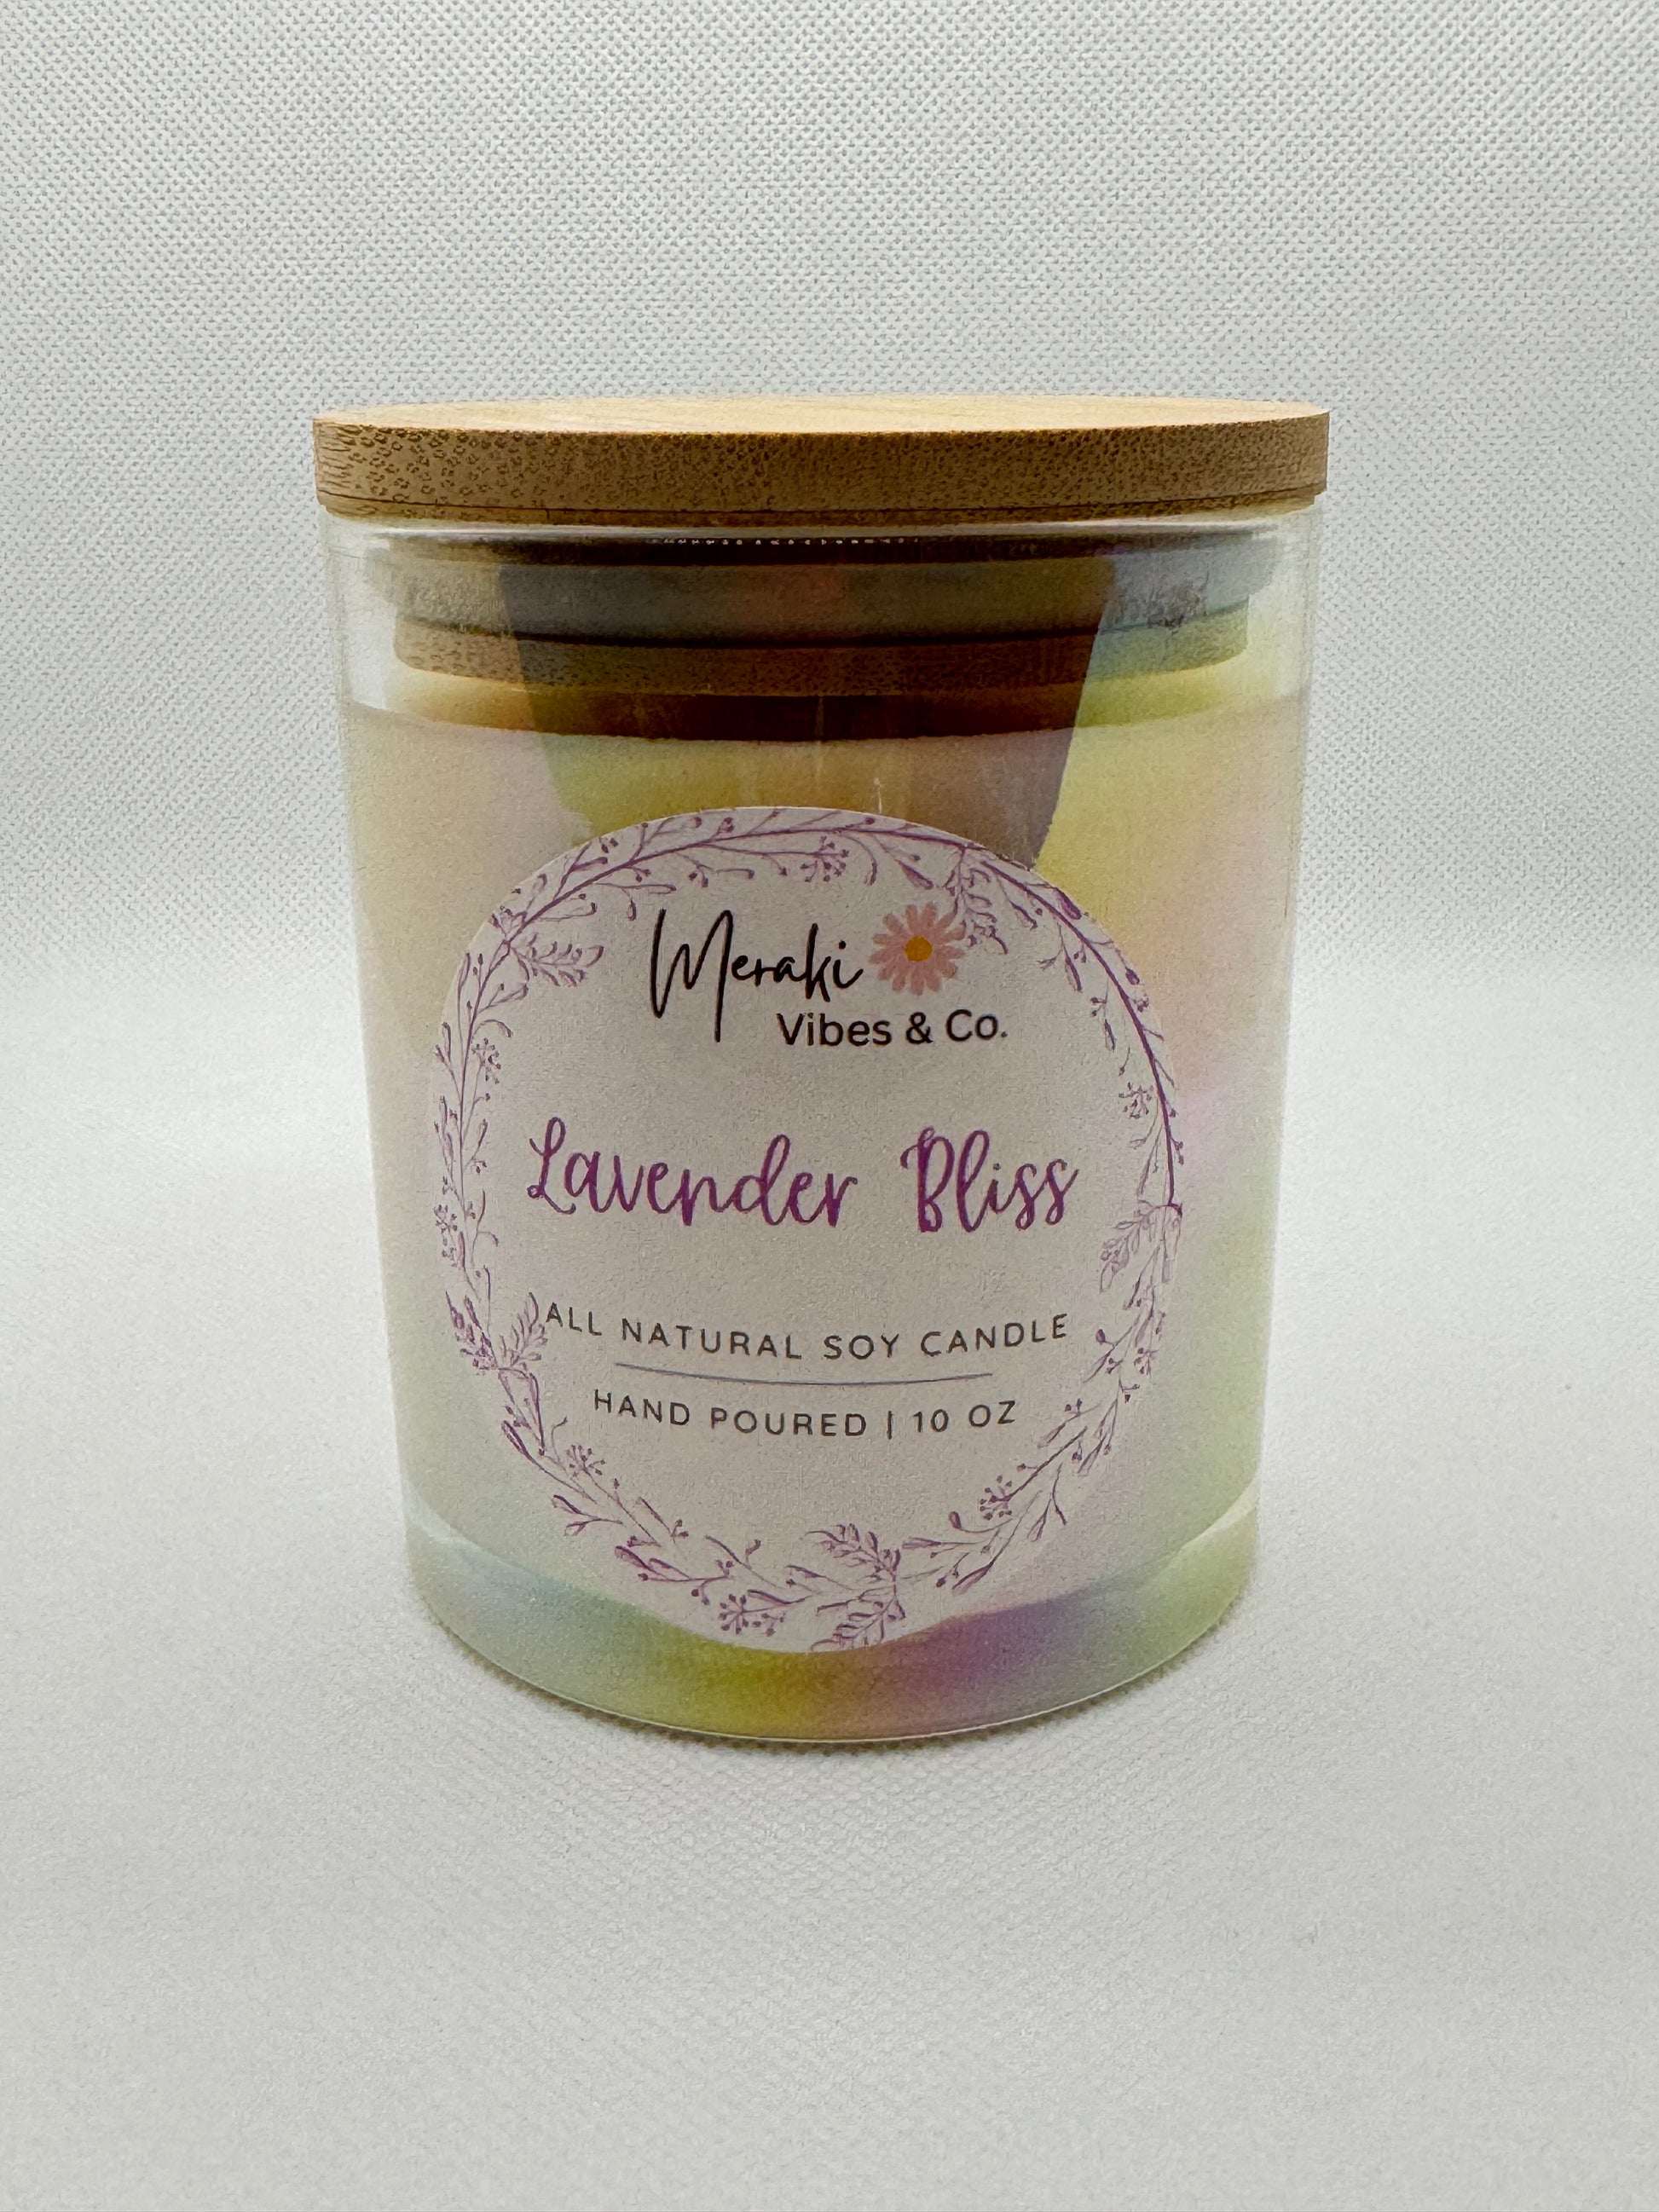 Meraki
Vibes & Co.
Lavender Bliss
ALL NATURAL SOY CANDLE
HAND POURED | 10 OZ